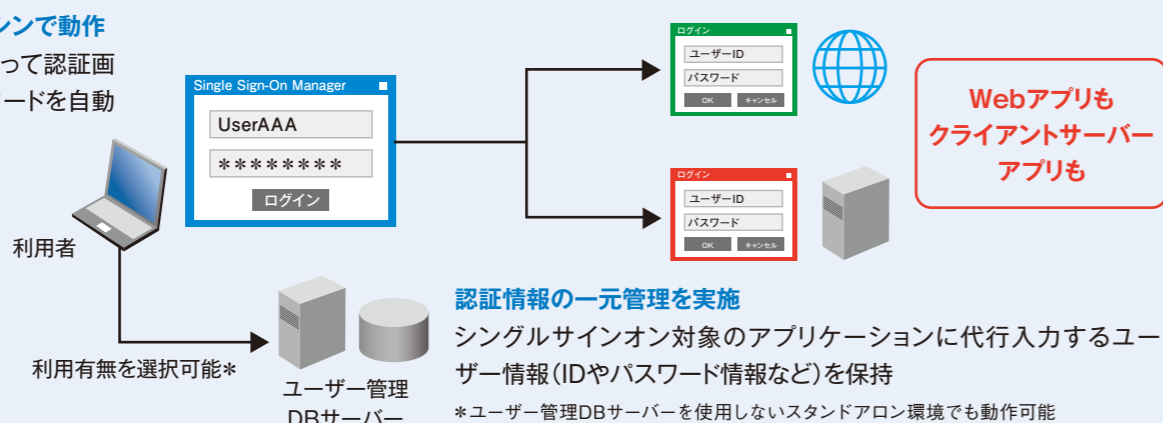 シンで動作
って認証画
ードを自動
Single Sign-On Manager
UserAAA
********
ログイン
利用者
利用有無を選択可能*
ユーザー管理
DBサーバー
ログイン
ユーザーID
パスワード
OK キャンセル
ログイン
ユーザーID
パスワード
OK キャンセル
Webアプリも
クライアントサーバー
アプリも
認証情報の一元管理を実施
シングルサインオン対象のアプリケーションに代行入力するユー
ザー情報(IDやパスワード情報など)を保持
*ユーザー管理DBサーバーを使用しないスタンドアロン環境でも動作可能